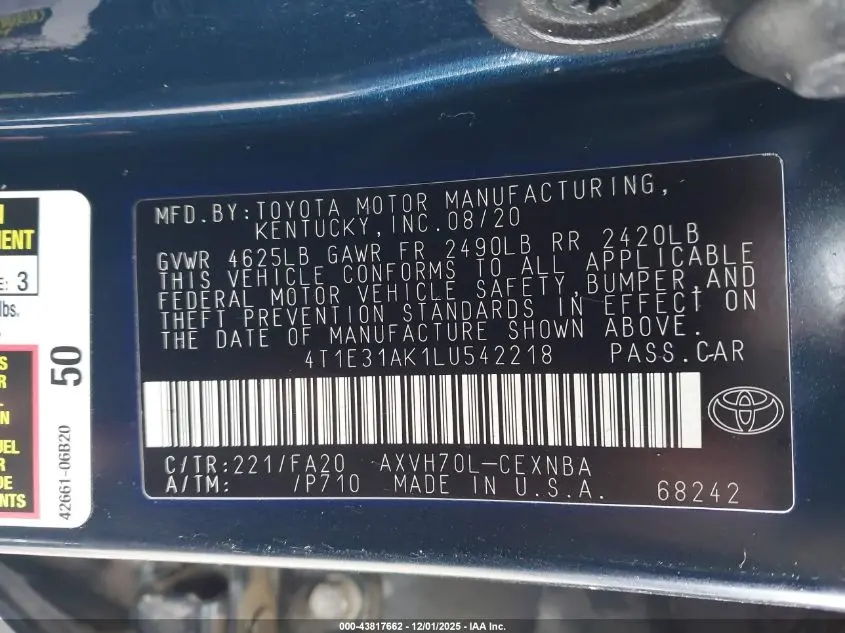 MFD.BY:TOYOTA MOTOR MANUFACTURING,
KENTUCKY,INC.08/20
GVWR 4625LB GAWR FR 2490LB RR 2420LB
THIS VEHICLE CONFORMS TO ALL APPLICABLE
FEDERAL MOTOR VEHICLE SAFETY,BUMPER,AND
THEFT PREVENTION STANDARDS IN EFFECT ON
THE DATE OF MANUFACTURE SHOWN ABOVE.
4T1E31AK1LU542218 PASS.CAR
C/TR:221/FA20 AXVH70L-CEXNBA
A/TM: /P710 MADE IN U.S.A. 68242
: 3
lbs.
50
42661-06B20
000-43817662 • 12/01/2025 • IAA Inc.